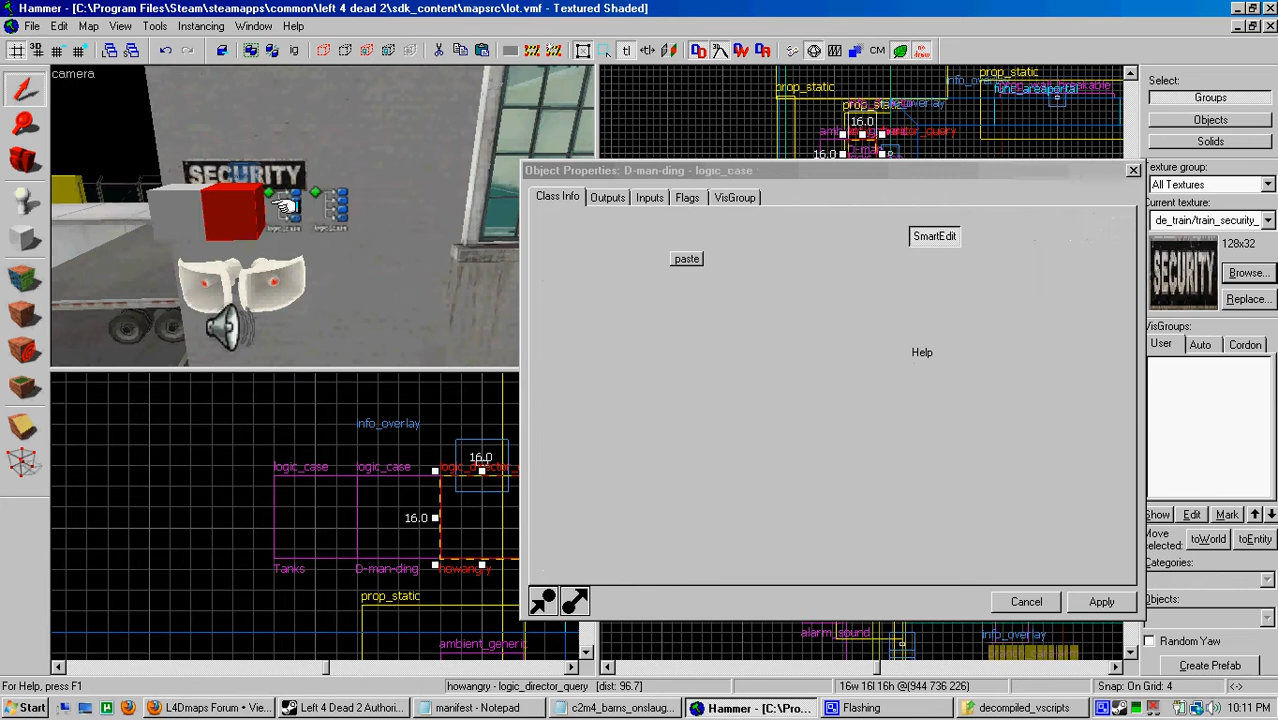 Hammer - [C:\Program Files\Steam\steamapps\common\left 4 dead 2\sdk_content\mapsrc\lot.vmf - Textured Shaded]
File Edit Map View Tools Instancing Window Help
CM
camera
SECURITY
logic_case
logic_case
prop_static
prop_static
prop_static
16.0
16.0
Object Properties: D-man-ding - logic_case
Class Info
Outputs
Inputs
Flags
VisGroup
SmartEdit
paste
Help
Cancel
Apply
info_overlay
16.0
logic_case
logic_case
16.0
Tanks
D-man-ding
howangry
prop_static
ambient_generic
alarm_sound
info_overlay
Select:
Groups
Objects
Solids
Texture group:
All Textures
Current texture:
de_train/train_security_
SECURITY
128x32
Browse...
Replace...
VisGroups:
User
Auto
Cordon
Show
Edit
Mark
Move
selected:
toWorld
toEntity
Categories:
Objects:
Random Yaw
Create Prefab
For Help, press F1
howangry - logic_director_query [dist: 96.7]
16w 16l 16h @(944 736 226)
Snap: On Grid: 4
<->
Start
L4Dmaps Forum • Vie...
Left 4 Dead 2 Authori...
manifest - Notepad
c2m4_barns_onslaug...
Hammer - [C:\Pro...
Flashing
decompiled_vscripts
10:11 PM